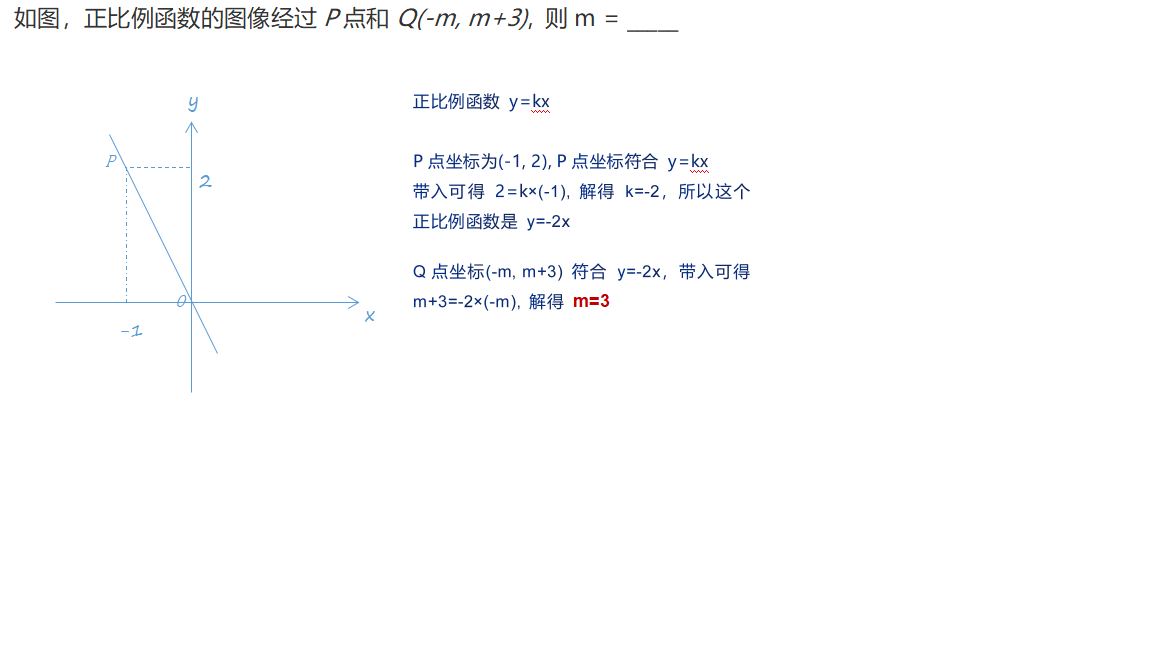 如图，正比例函数的图像经过 P 点和 Q(-m, m+3), 则 m = _____
y
P
2
O
x
-1
正比例函数 y=kx
P 点坐标为(-1, 2), P 点坐标符合 y=kx
带入可得 2=k×(-1), 解得 k=-2，所以这个
正比例函数是 y=-2x
Q 点坐标(-m, m+3) 符合 y=-2x，带入可得
m+3=-2×(-m), 解得 m=3